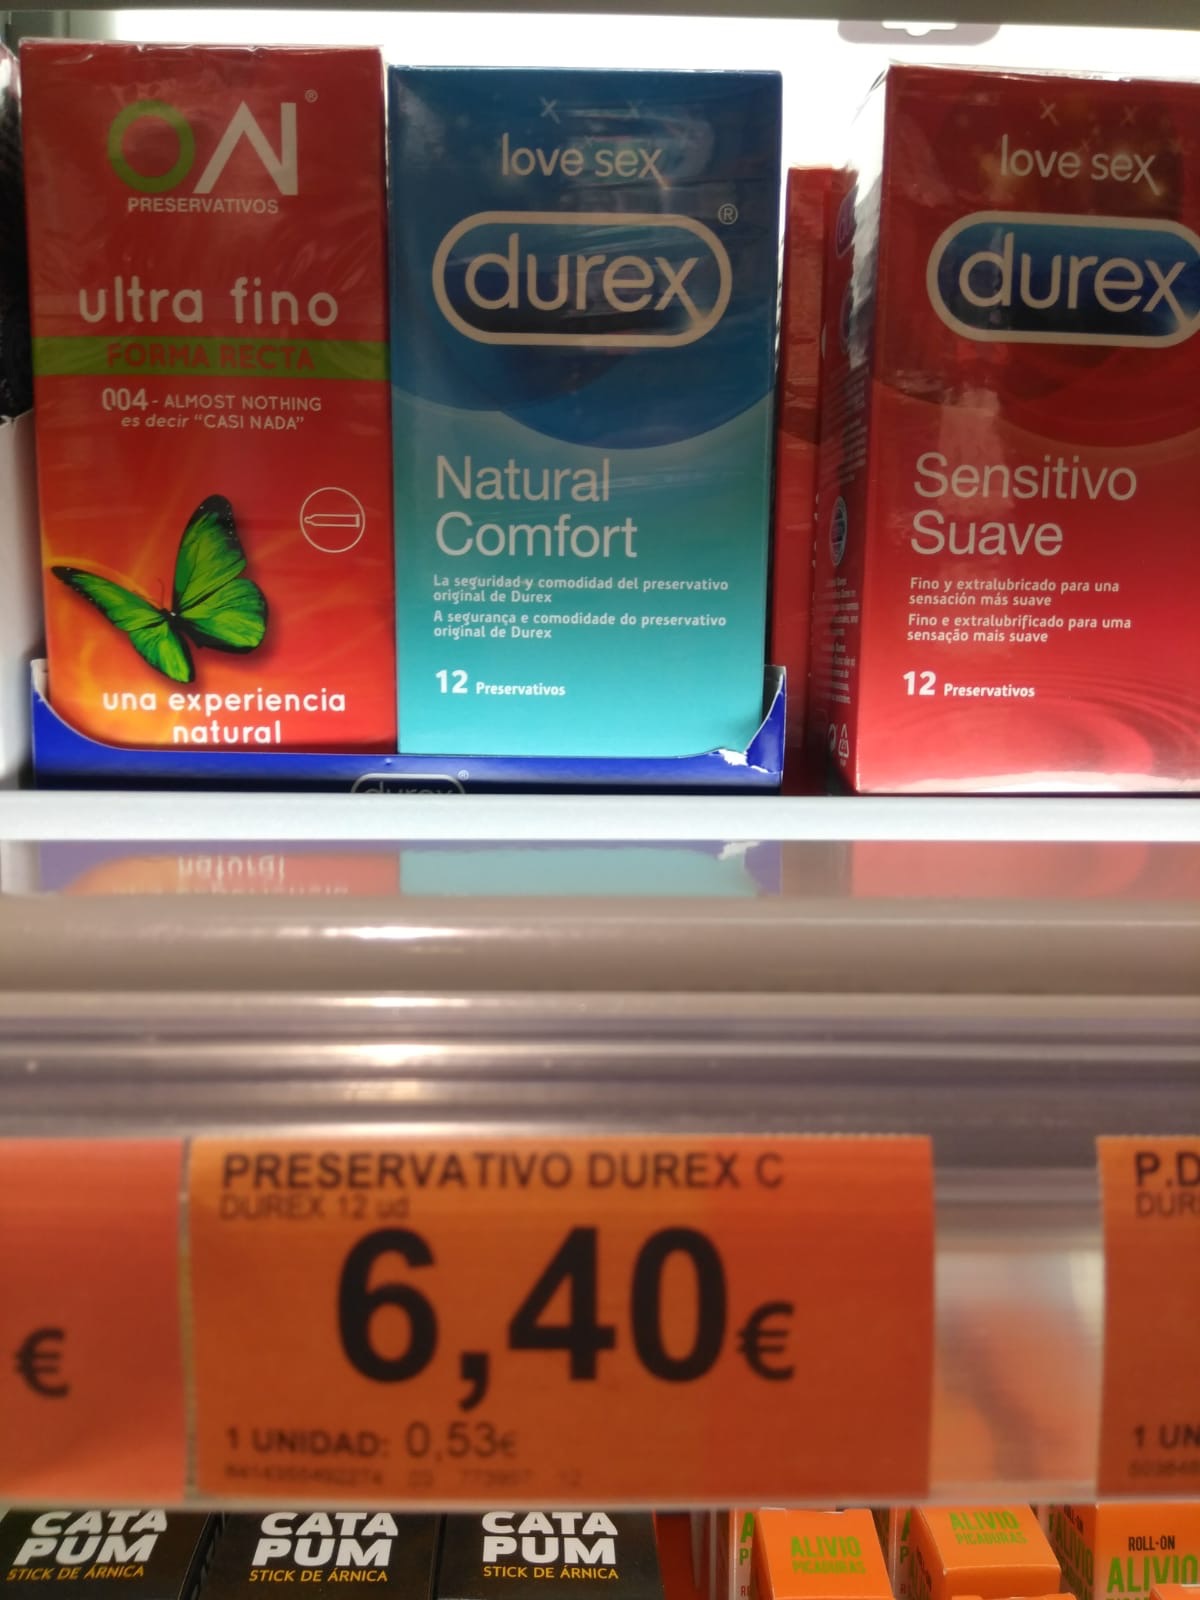 ON®
PRESERVATIVOS
ultra fino
FORMA RECTA
004 - ALMOST NOTHING
es decir "CASI NADA"
una experiencia
natural
love sex
durex®
Natural
Comfort
La seguridad y comodidad del preservativo
original de Durex
A segurança e comodidade do preservativo
original de Durex
12 Preservativos
love sex
durex
Sensitivo
Suave
Fino y extralubricado para una
sensación más suave
Fino e extralubrificado para uma
sensação mais suave
12 Preservativos
durex®
€
PRESERVATIVO DUREX C
DUREX 12 ud
6,40€
1 UNIDAD: 0,53€
P.D
DUR
1 UN
CATA
PUM
STICK DE ÁRNICA
CATA
PUM
STICK DE ÁRNICA
CATA
PUM
STICK DE ÁRNICA
ALIVIO
PICADURAS
ALIVIO
PICADURAS
ROLL-ON
ALIVIO